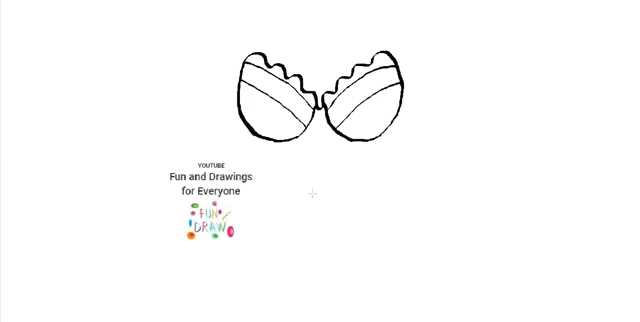 YOUTUBE
Fun and Drawings
for Everyone
FUN
DRAW